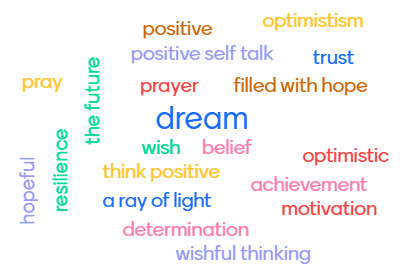 optimistism
positive
positive self talk
trust
the future
pray
prayer
filled with hope
dream
resilience
wish
belief
optimistic
hopeful
think positive
achievement
a ray of light
motivation
determination
wishful thinking